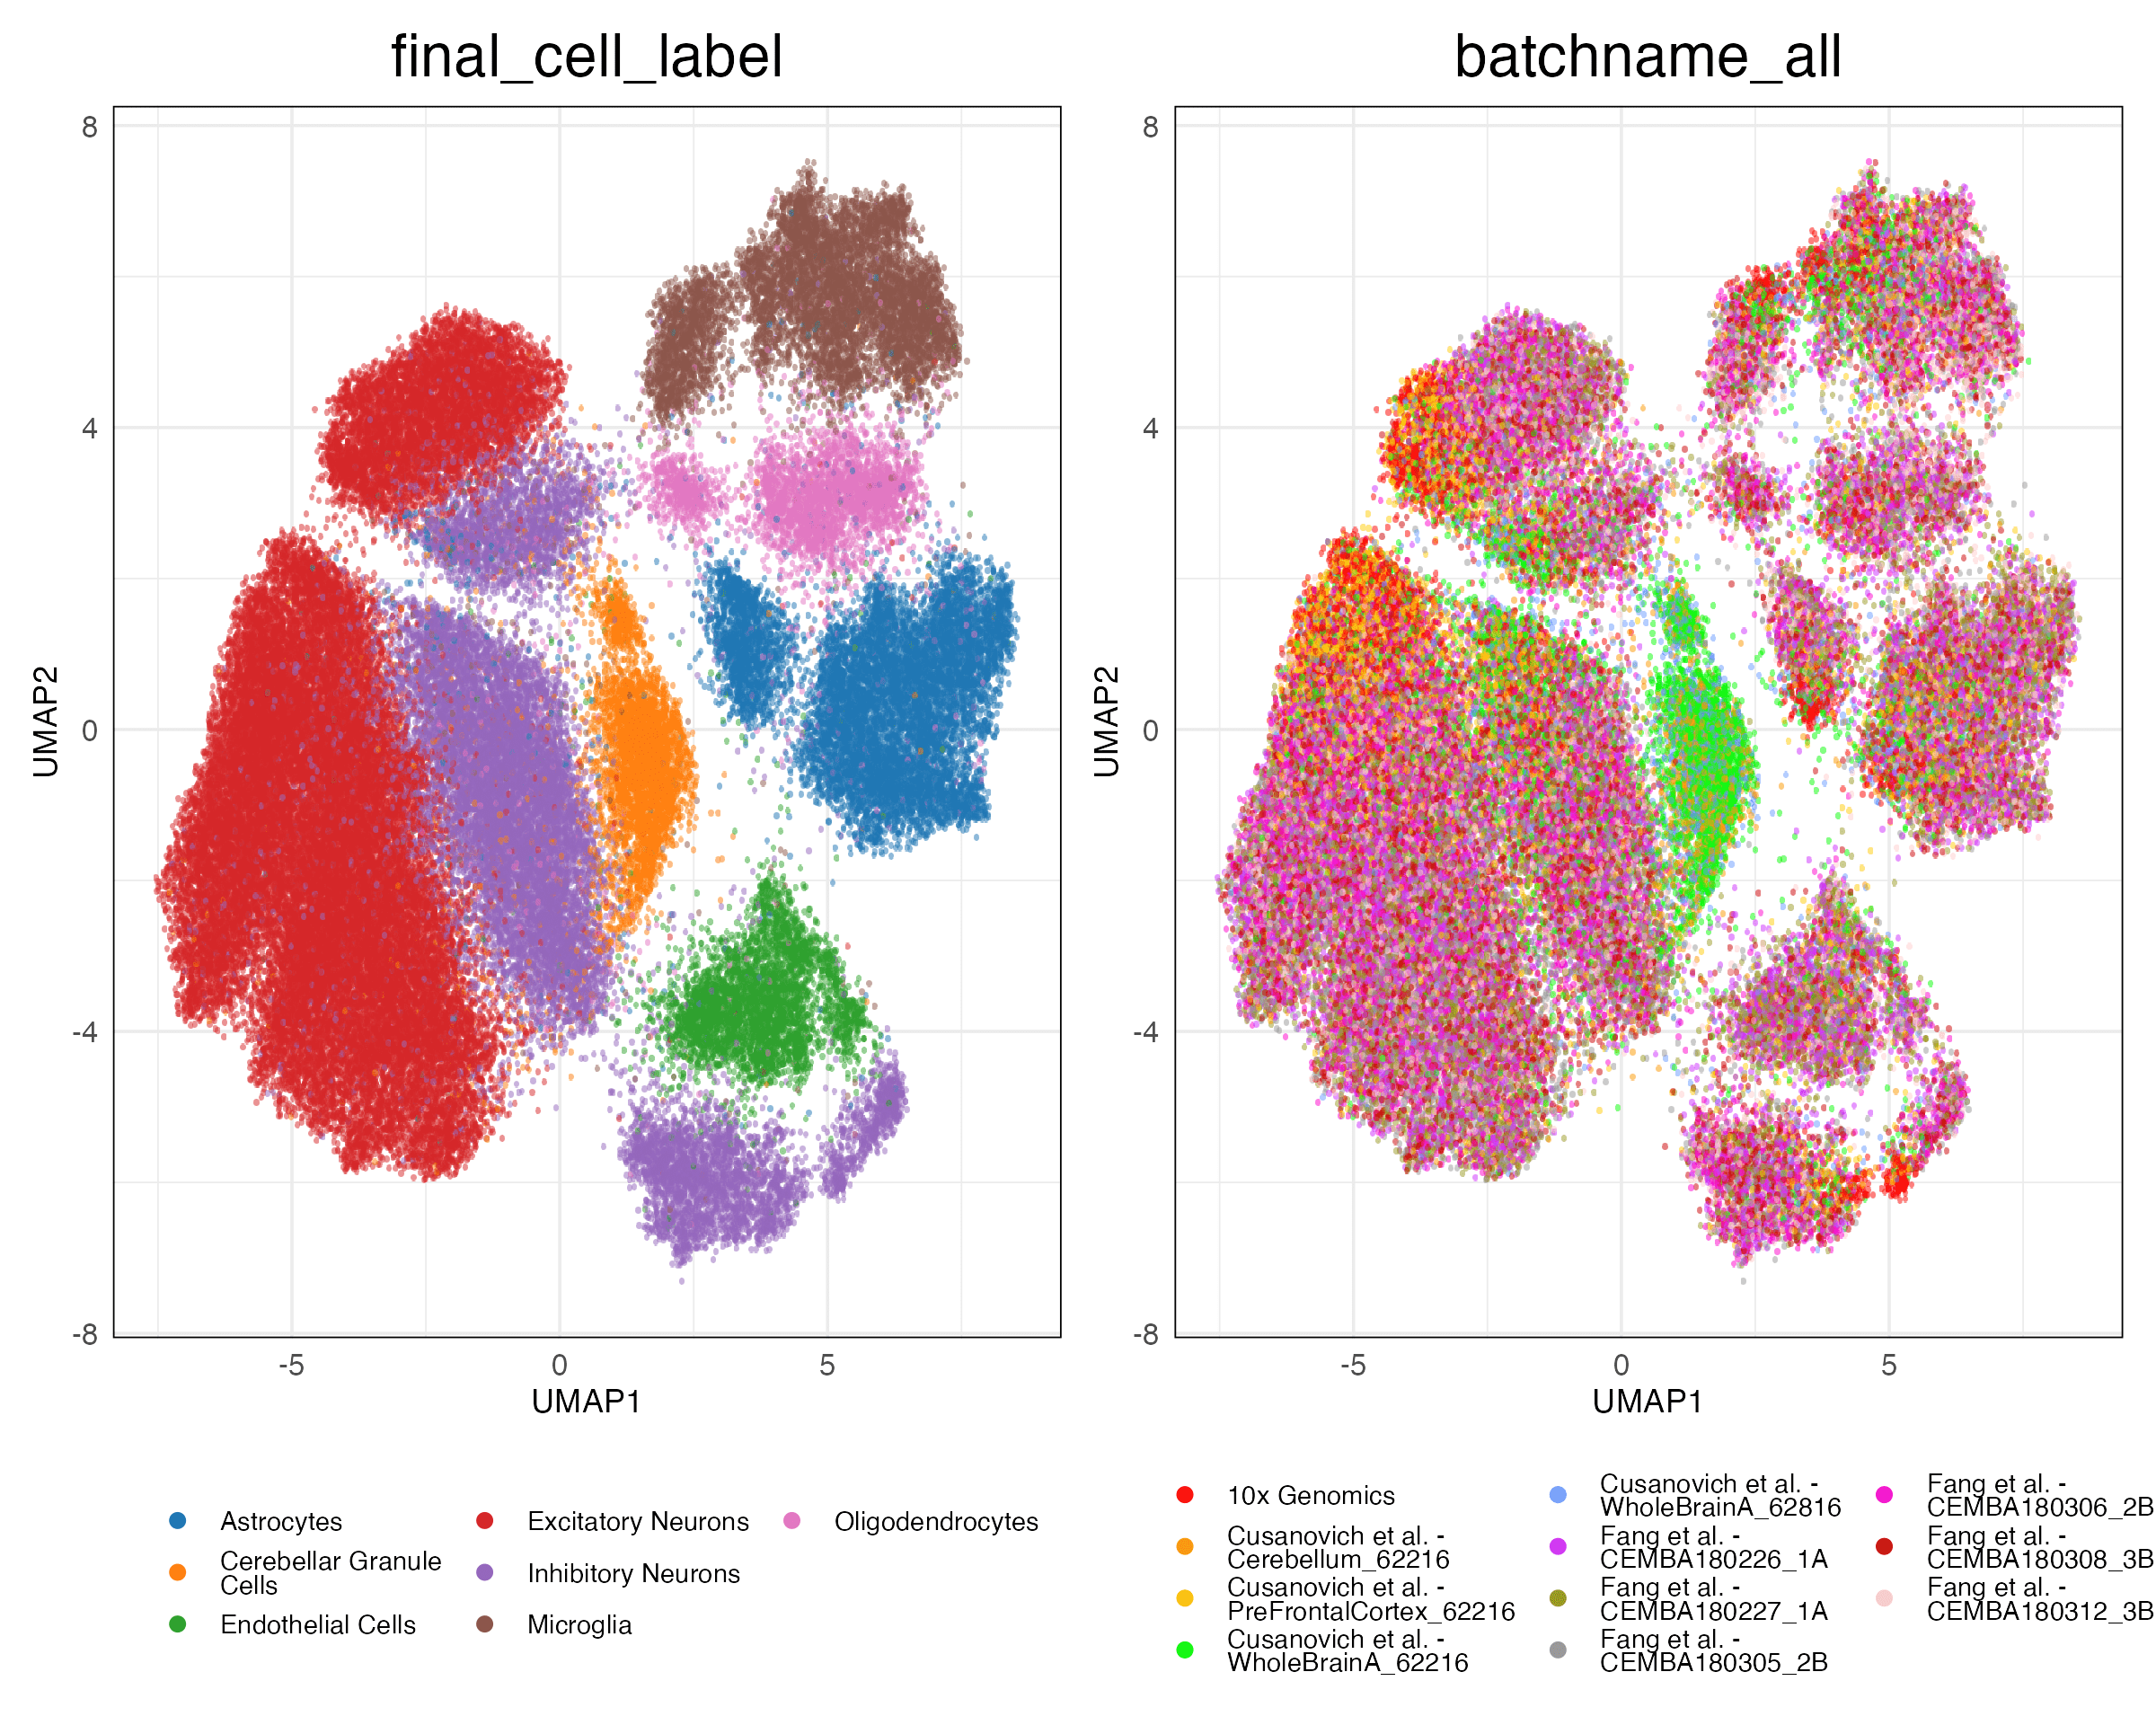 final_cell_label
batchname_all
8
4
0
-4
-8
UMAP2
-5
0
5
UMAP1
8
4
0
-4
-8
UMAP2
-5
0
5
UMAP1
Astrocytes
Cerebellar Granule
Cells
Endothelial Cells
Excitatory Neurons
Inhibitory Neurons
Microglia
Oligodendrocytes
10x Genomics
Cusanovich et al. -
Cerebellum_62216
Cusanovich et al. -
PreFrontalCortex_62216
Cusanovich et al. -
WholeBrainA_62216
Cusanovich et al. -
WholeBrainA_62816
Fang et al. -
CEMBA180226_1A
Fang et al. -
CEMBA180227_1A
Fang et al. -
CEMBA180305_2B
Fang et al. -
CEMBA180306_2B
Fang et al. -
CEMBA180308_3B
Fang et al. -
CEMBA180312_3B